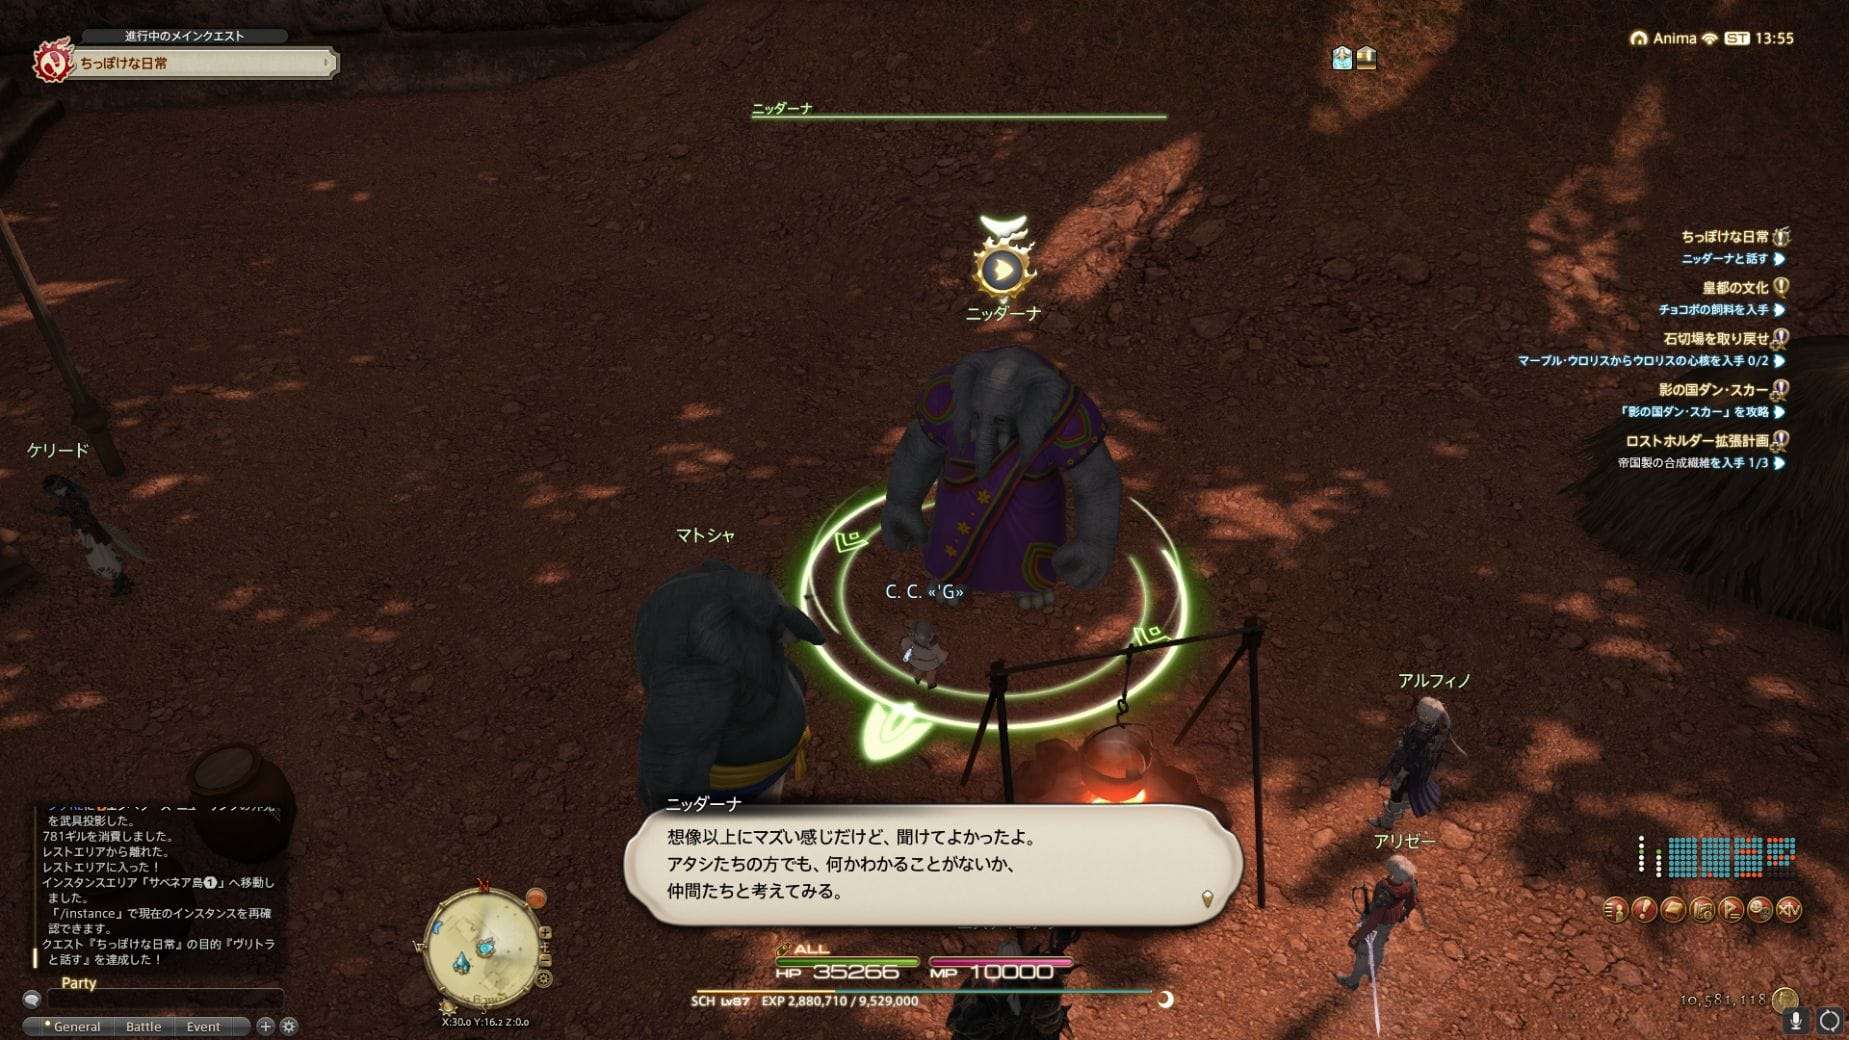 進行中のメインクエスト
ちっぽけな日常
Anima ST 13:55
ニッダーナ
ニッダーナ
ちっぽけな日常
ニッダーナと話す
皇都の文化
チョコボの飼料を入手
石切場を取り戻せ
マーブル・ウロリスからウロリスの心核を入手 0/2
影の国ダン・スカー
「影の国ダン・スカー」を攻略
ロストホルダー拡張計画
帝国製の合成繊維を入手 1/3
ケリード
マトシャ
C. C. «'G»
アルフィノ
アリゼー
ニッダーナ
想像以上にマズい感じだけど、聞けてよかったよ。
アタシたちの方でも、何かわかることがないか、
仲間たちと考えてみる。
を武具投影した。
781ギルを消費しました。
レストエリアから離れた。
レストエリアに入った！
インスタンスエリア「サベネア島1」へ移動し
ました。
「/instance」で現在のインスタンスを再確
認できます。
クエスト『ちっぽけな日常』の目的『ヴリトラ
と話す』を達成した！
Party
General Battle Event
N
W
X:30.0 Y:16.2 Z:0.0
ALL
HP 35266 MP 10000
SCH Lv87 EXP 2,880,710 / 9,529,000
10,581,118
XIV